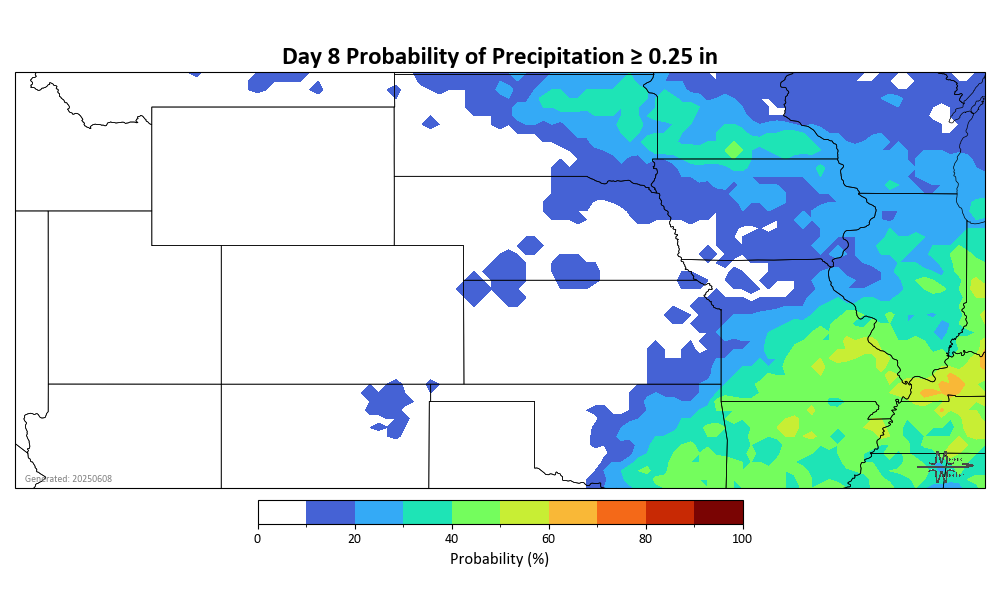 Day 8 Probability of Precipitation ≥ 0.25 in
Generated: 20250608
0 20 40 60 80 100
Probability (%)